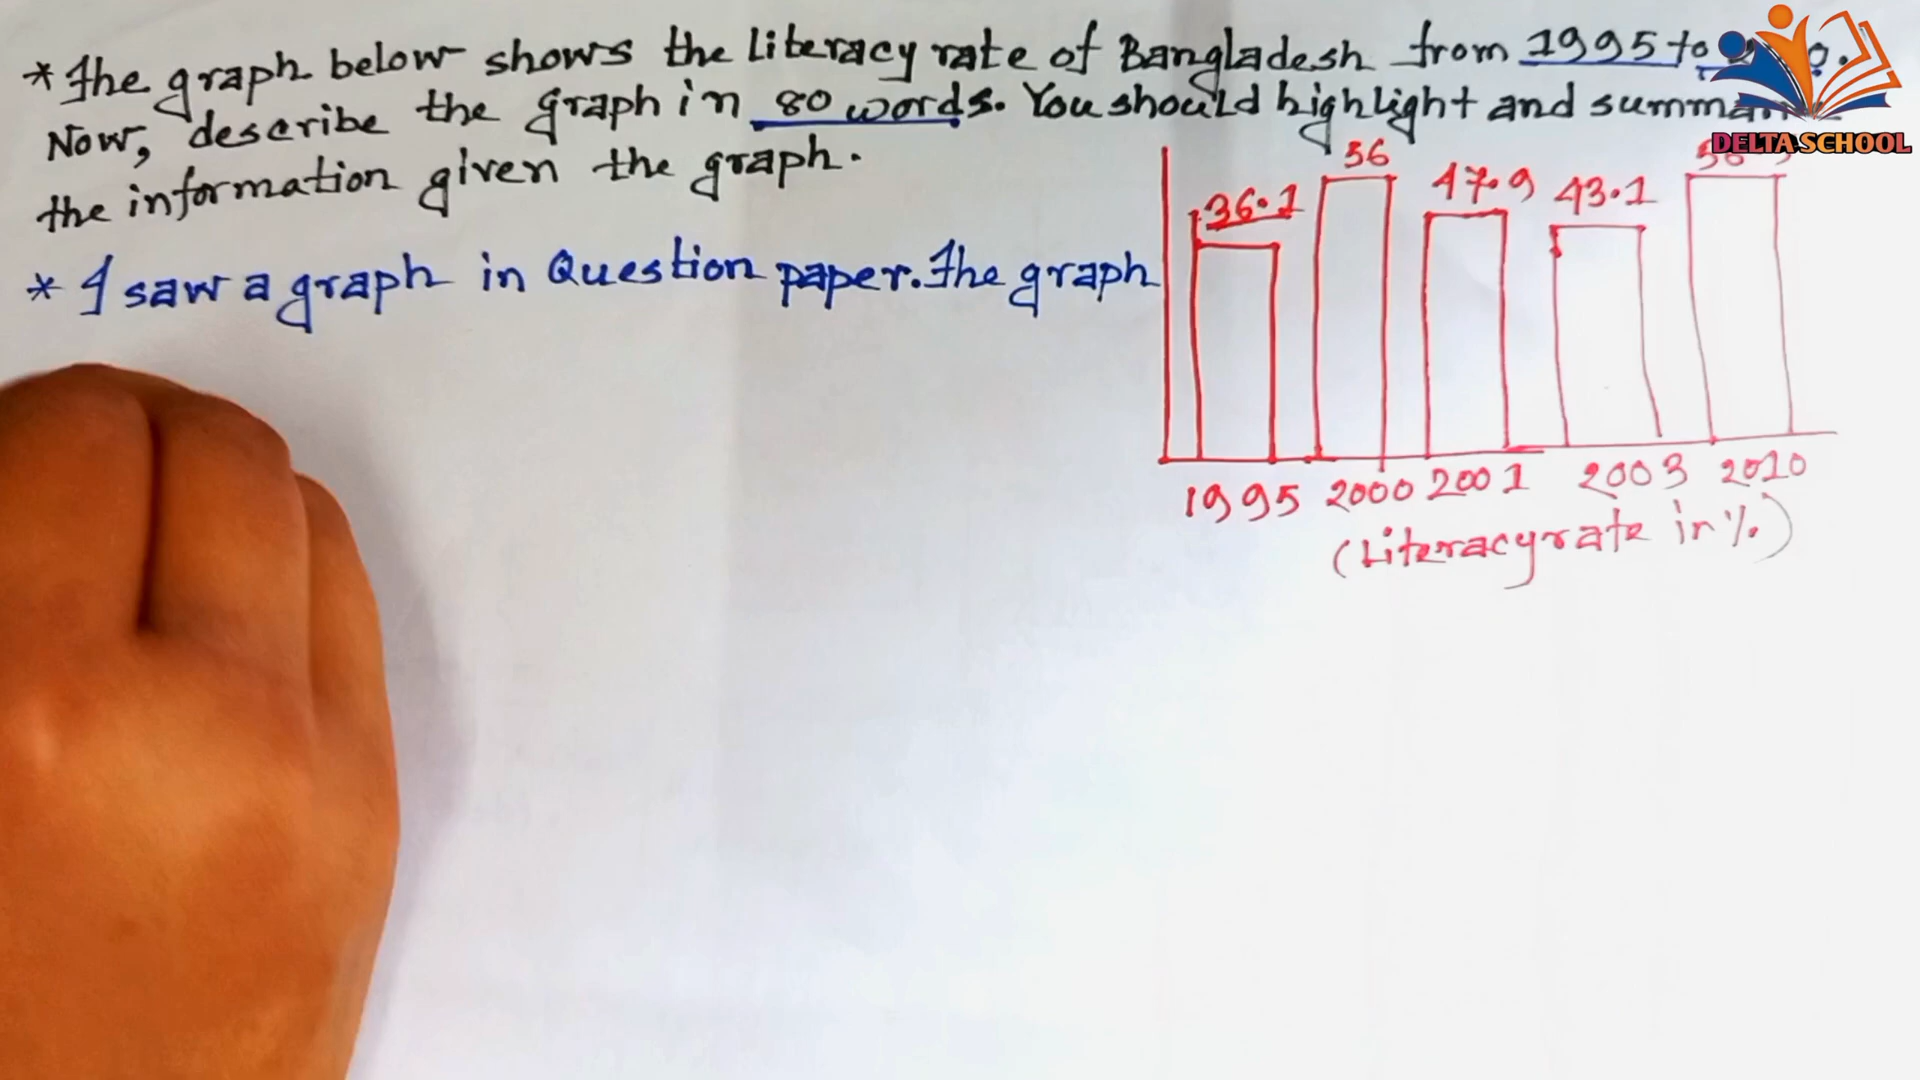 * The graph below shows the literacy rate of Bangladesh from 1995 to
Now, describe the graph in 80 words. You should highlight and
the information given the graph.
* I saw a graph in Question paper. The graph
DELTA SCHOOL
36.1
56
47.9
43.1
1995
2000
2001
2003
2010
(Literacy rate in %)